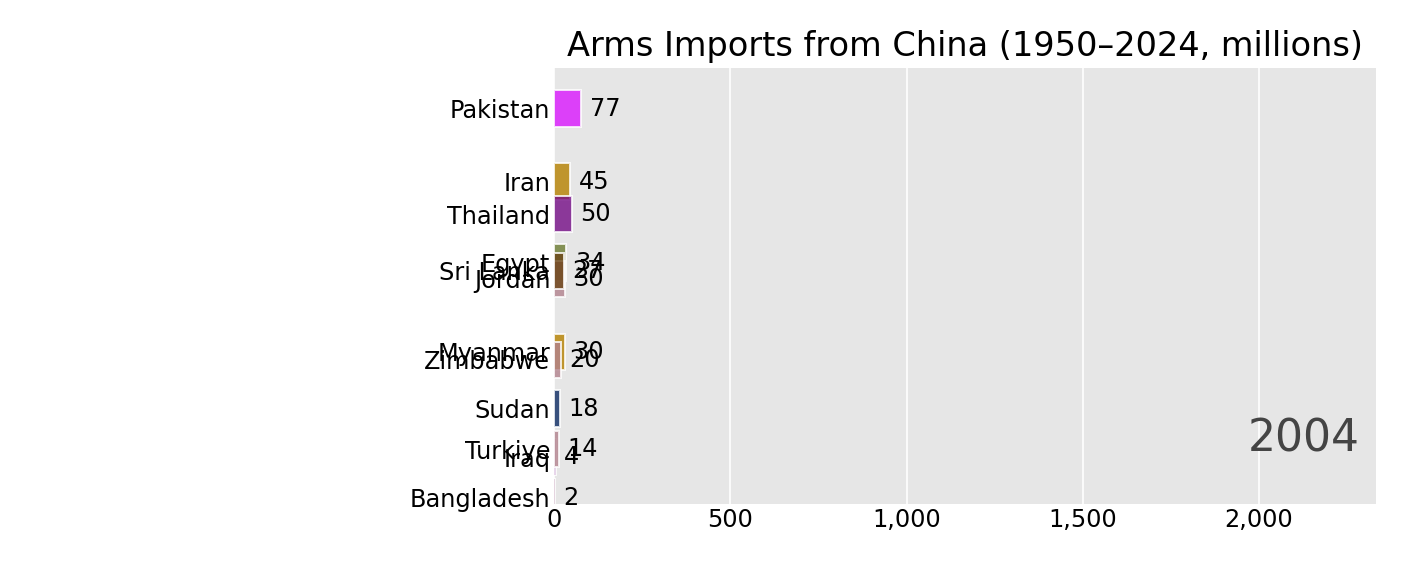 Arms Imports from China (1950–2024, millions)
Pakistan 77
Iran 45
Thailand 50
Egypt 34
Sri Lanka 27
Jordan 30
Myanmar 30
Zimbabwe 20
Sudan 18
2004
Turkiye 14
Iraq 4
Bangladesh 2
0 500 1,000 1,500 2,000